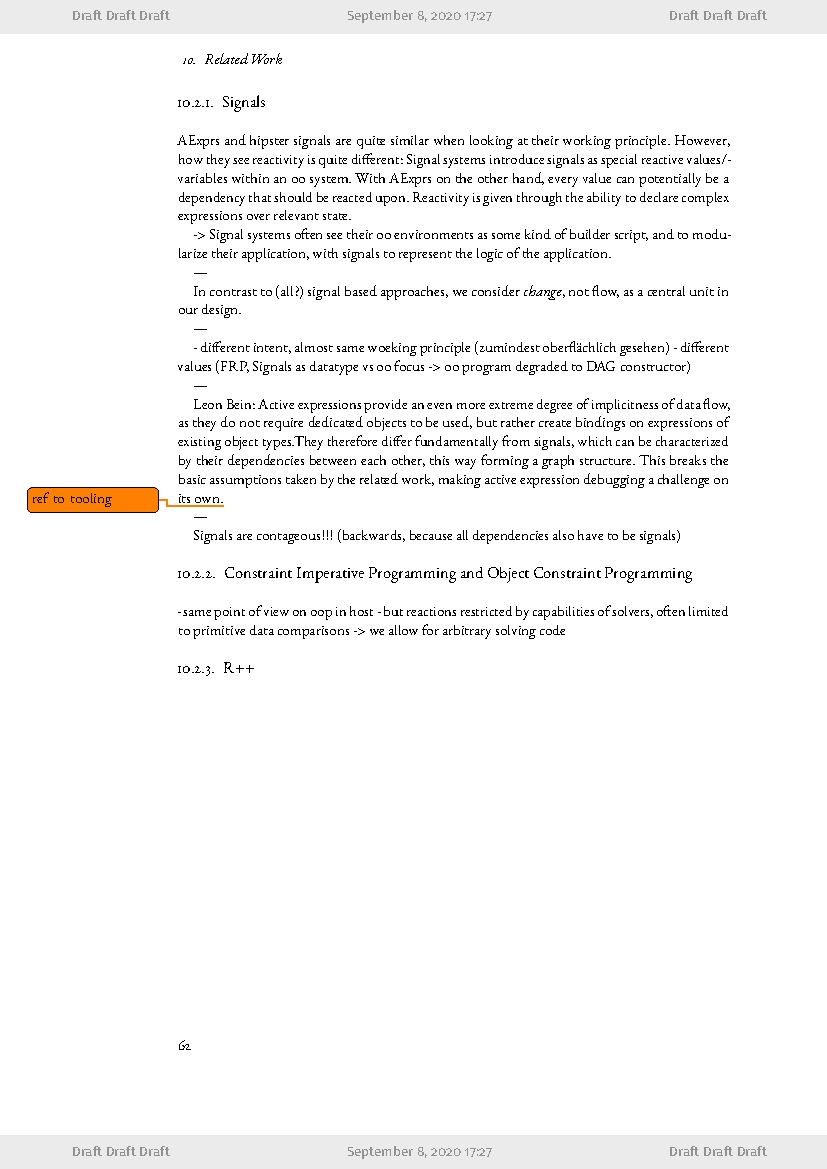 Draft Draft Draft September 8, 2020 17:27 Draft Draft Draft
10. Related Work
10.2.1. Signals
AExprs and hipster signals are quite similar when looking at their working principle. However,
how they see reactivity is quite different: Signal systems introduce signals as special reactive values/-
variables within an oo system. With AExprs on the other hand, every value can potentially be a
dependency that should be reacted upon. Reactivity is given through the ability to declare complex
expressions over relevant state.
-> Signal systems often see their oo environments as some kind of builder script, and to modu-
larize their application, with signals to represent the logic of the application.
—
In contrast to (all?) signal based approaches, we consider change, not flow, as a central unit in
our design.
—
- different intent, almost same woeking principle (zumindest oberflächlich gesehen) - different
values (FRP, Signals as datatype vs oo focus -> oo program degraded to DAG constructor)
—
Leon Bein: Active expressions provide an even more extreme degree of implicitness of data flow,
as they do not require dedicated objects to be used, but rather create bindings on expressions of
existing object types.They therefore differ fundamentally from signals, which can be characterized
by their dependencies between each other, this way forming a graph structure. This breaks the
basic assumptions taken by the related work, making active expression debugging a challenge on
ref to tooling
its own.
—
Signals are contageous!!! (backwards, because all dependencies also have to be signals)
10.2.2. Constraint Imperative Programming and Object Constraint Programming
- same point of view on oop in host - but reactions restricted by capabilities of solvers, often limited
to primitive data comparisons -> we allow for arbitrary solving code
10.2.3. R++
62
Draft Draft Draft September 8, 2020 17:27 Draft Draft Draft